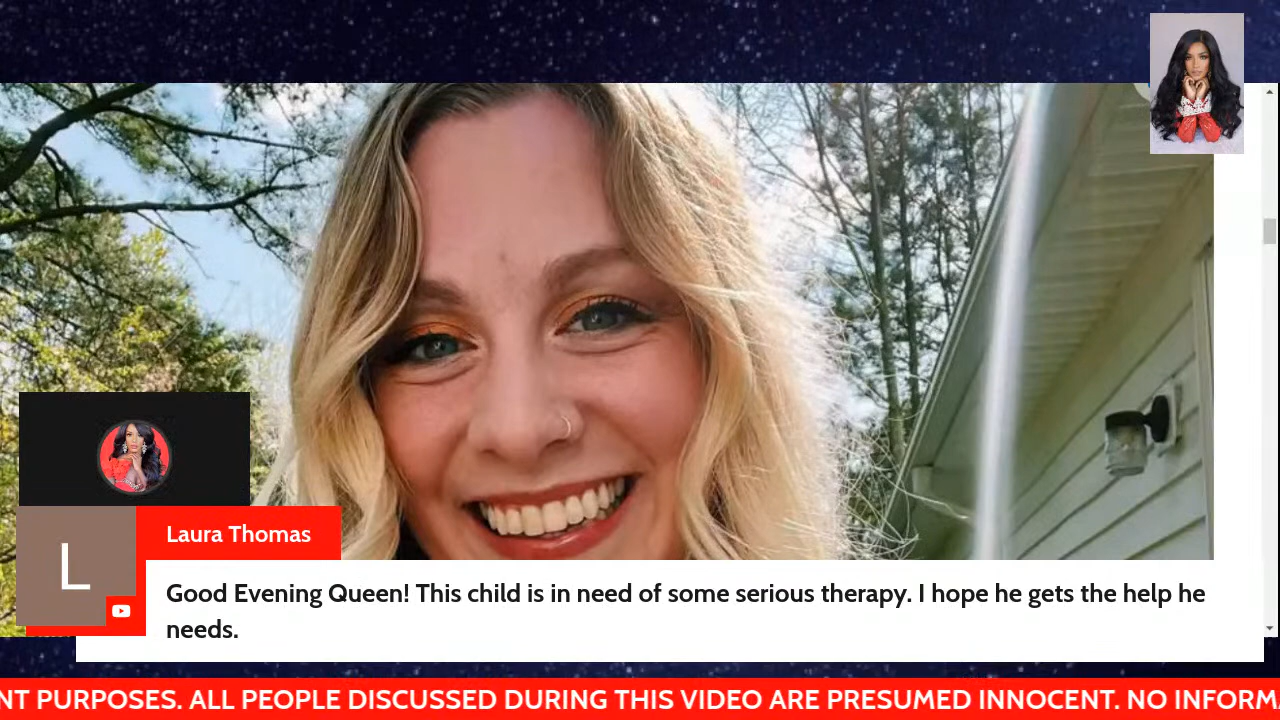 L
Laura Thomas
Good Evening Queen! This child is in need of some serious therapy. I hope he gets the help he
needs.
NT PURPOSES. ALL PEOPLE DISCUSSED DURING THIS VIDEO ARE PRESUMED INNOCENT. NO INFORMA